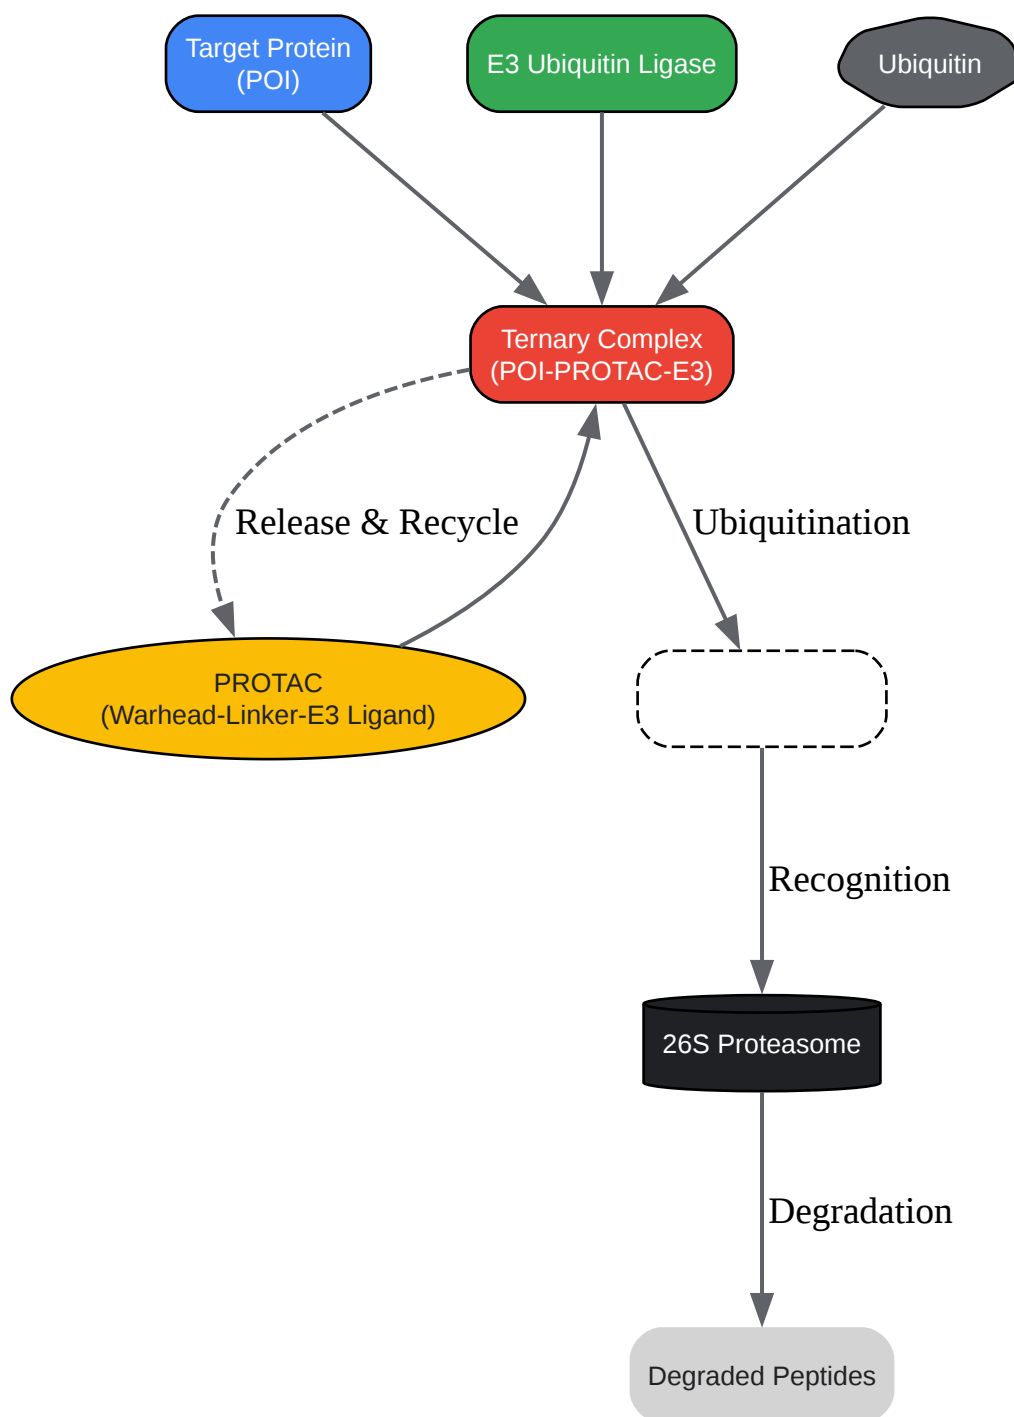 Target Protein
(POI)
E3 Ubiquitin Ligase
Ubiquitin
Ternary Complex
(POI-PROTAC-E3)
Release & Recycle
Ubiquitination
PROTAC
(Warhead-Linker-E3 Ligand)
Recognition
26S Proteasome
Degradation
Degraded Peptides